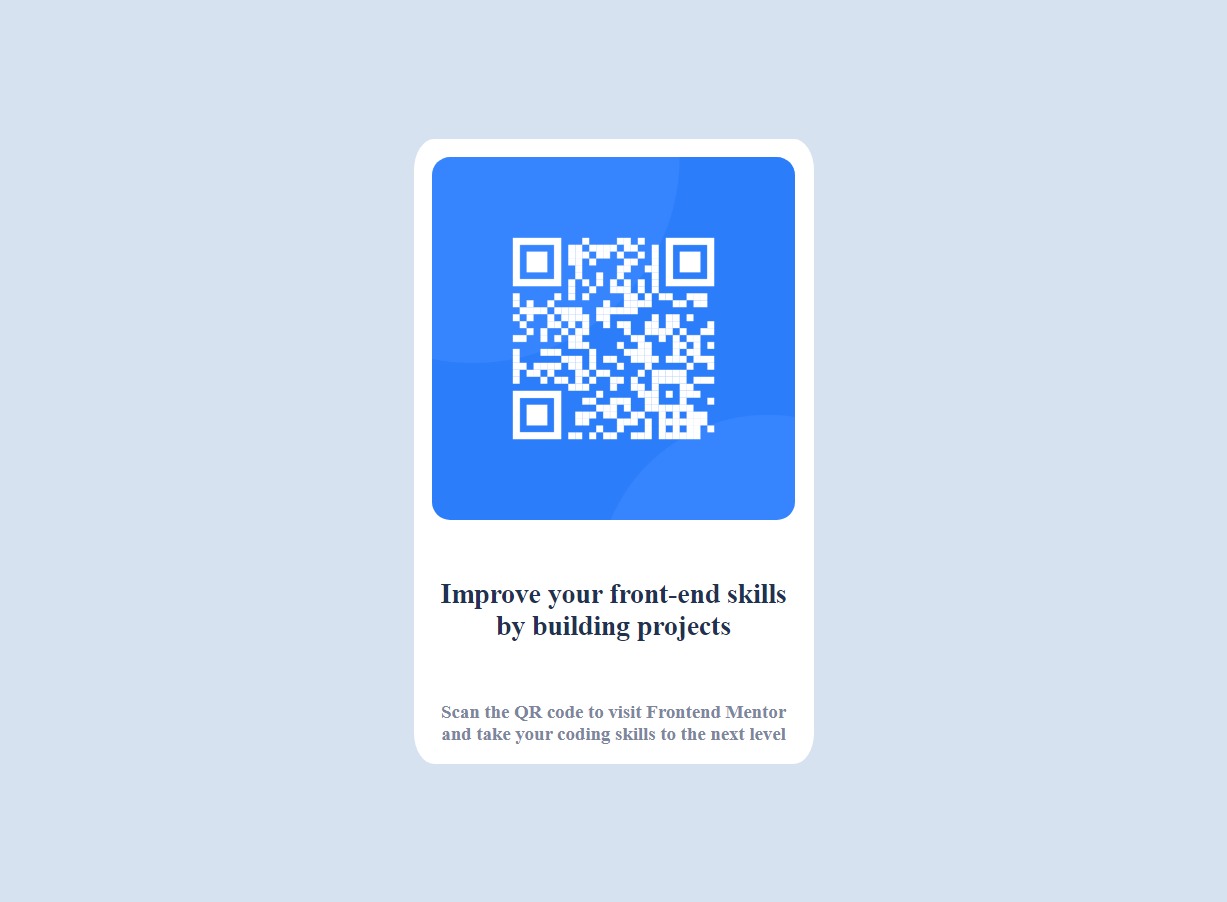 Improve your front-end skills
by building projects
Scan the QR code to visit Frontend Mentor
and take your coding skills to the next level